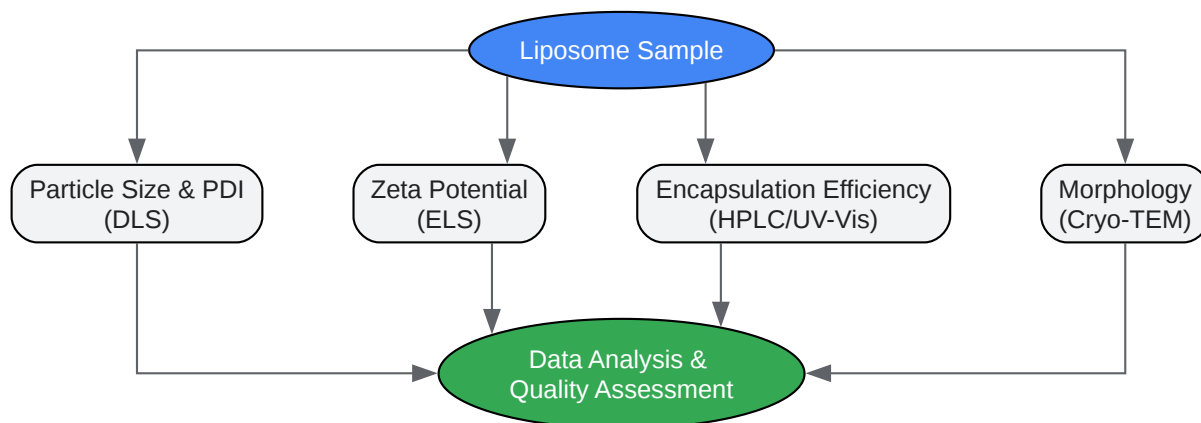 Liposome Sample
Particle Size & PDI
(DLS)
Zeta Potential
(ELS)
Encapsulation Efficiency
(HPLC/UV-Vis)
Morphology
(Cryo-TEM)
Data Analysis &
Quality Assessment